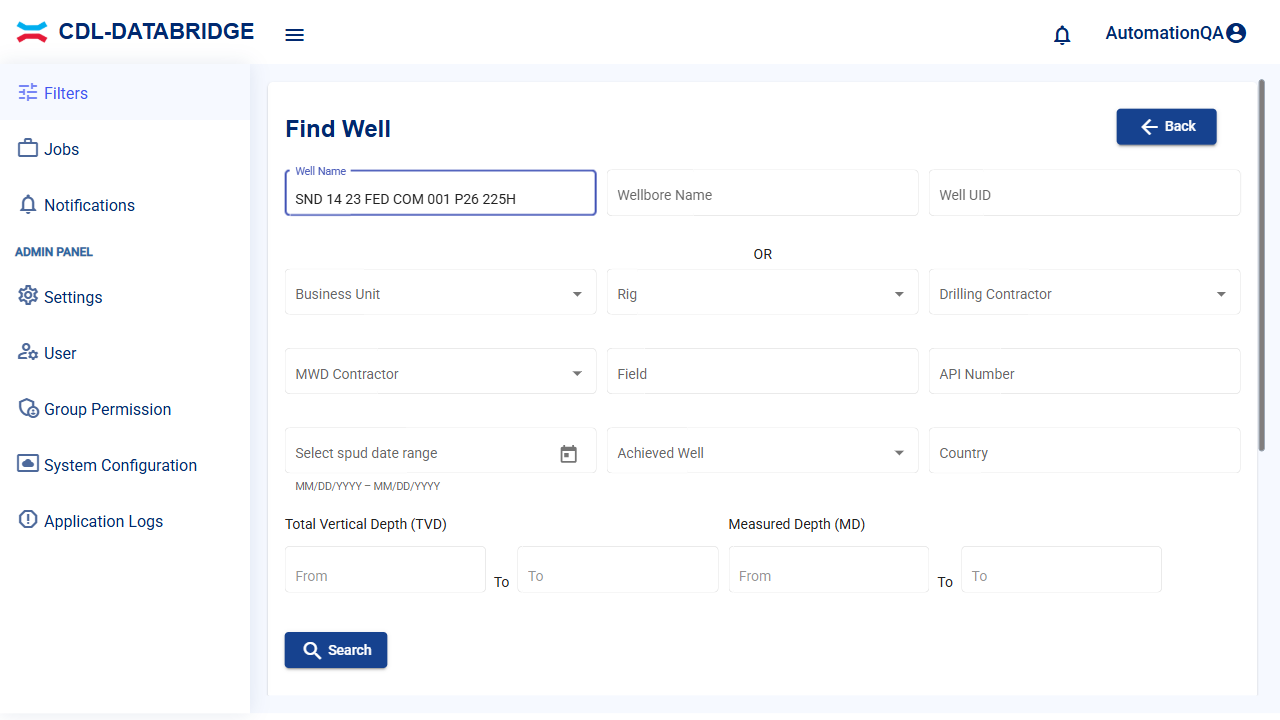 CDL-DATABRIDGE
AutomationQA
Filters
Jobs
Notifications
ADMIN PANEL
Settings
User
Group Permission
System Configuration
Application Logs
Find Well
Back
Well Name
SND 14 23 FED COM 001 P26 225H
Wellbore Name
Well UID
OR
Business Unit
Rig
Drilling Contractor
MWD Contractor
Field
API Number
Select spud date range
Achieved Well
Country
MM/DD/YYYY – MM/DD/YYYY
Total Vertical Depth (TVD)
Measured Depth (MD)
From
To
To
From
To
To
Search